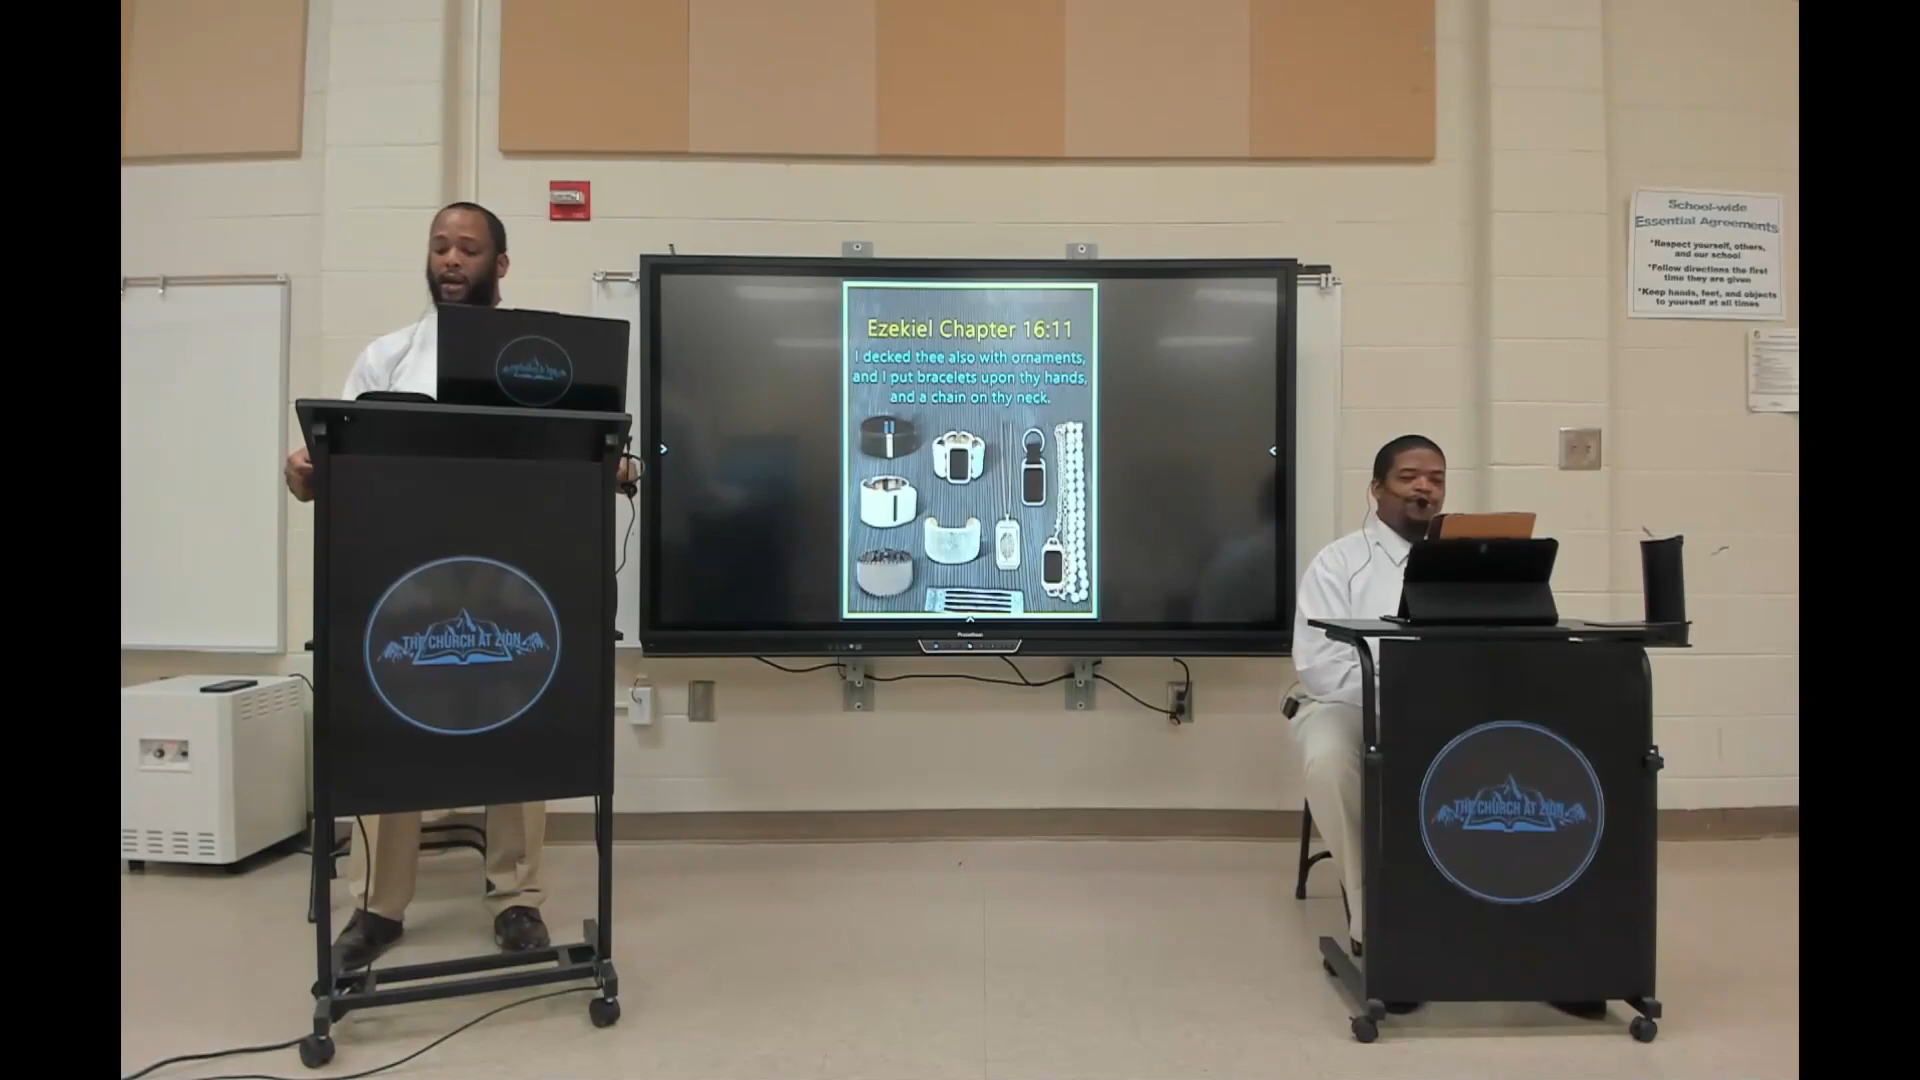 School-wide
Essential Agreements
*Respect yourself, others,
and our school
*Follow directions the first
time they are given
*Keep hands, feet, and objects
to yourself at all times
Ezekiel Chapter 16:11
I decked thee also with ornaments,
and I put bracelets upon thy hands,
and a chain on thy neck.
Promethean
THE CHURCH AT ZION
THE CHURCH AT ZION